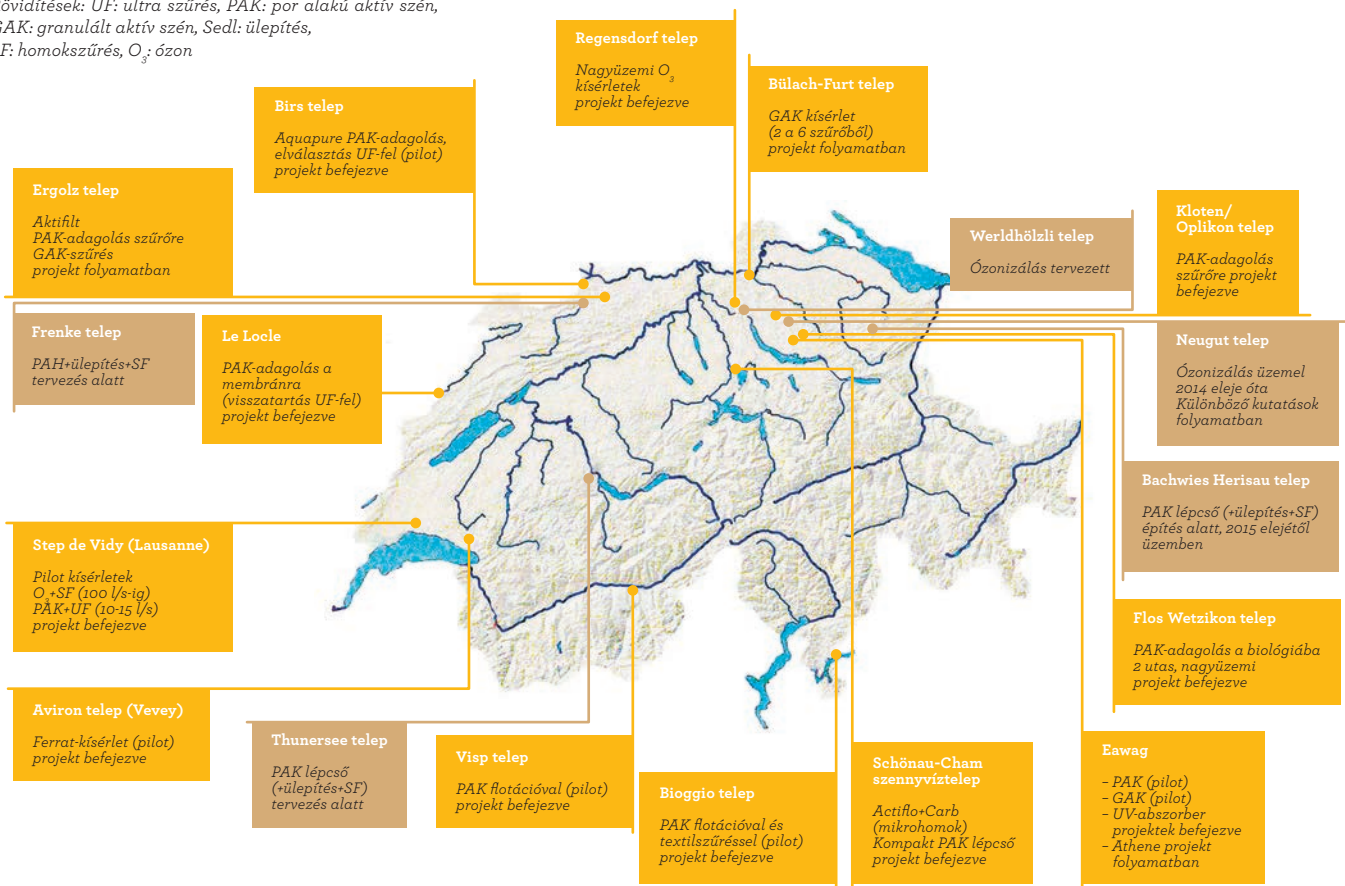 övidítések: UF: ultra szűrés, PAK: por alakú aktív szén,
GAK: granulált aktív szén, Sedl: ülepítés,
F: homokszűrés, O₃: ózon
Regensdorf telep
Nagyüzemi O₃
kísérletek
projekt befejezve
Bülach-Furt telep
GAK kísérlet
(2 a 6 szűrőből)
projekt folyamatban
Birs telep
Aquapure PAK-adagolás,
elválasztás UF-fel (pilot)
projekt befejezve
Ergolz telep
Aktifilt
PAK-adagolás szűrőre
GAK-szűrés
projekt folyamatban
Werldhölzli telep
Ózonizálás tervezett
Kloten/
Oplikon telep
PAK-adagolás
szűrőre projekt
befejezve
Frenke telep
PAH+ülepítés+SF
tervezés alatt
Le Locle
PAK-adagolás a
membránra
(visszatartás UF-fel)
projekt befejezve
Neugut telep
Ózonizálás üzemel
2014 eleje óta
Különböző kutatások
folyamatban
Bachwies Herisau telep
PAK lépcső (+ülepítés+SF)
építés alatt, 2015 elejétől
üzemben
Step de Vidy (Lausanne)
Pilot kísérletek
O₃+SF (100 l/s-ig)
PAK+UF (10-15 l/s)
projekt befejezve
Flos Wetzikon telep
PAK-adagolás a biológiába
2 utas, nagyüzemi
projekt befejezve
Aviron telep (Vevey)
Ferrat-kísérlet (pilot)
projekt befejezve
Thunersee telep
PAK lépcső
(+ülepítés+SF)
tervezés alatt
Visp telep
PAK flotációval (pilot)
projekt befejezve
Bioggio telep
PAK flotációval és
textilszűréssel (pilot)
projekt befejezve
Schönau-Cham
szennyvíztelep
Actiflo+Carb
(mikrohomok)
Kompakt PAK lépcső
projekt befejezve
Eawag
– PAK (pilot)
– GAK (pilot)
– UV-abszorber
projektek befejezve
– Athene projekt
folyamatban